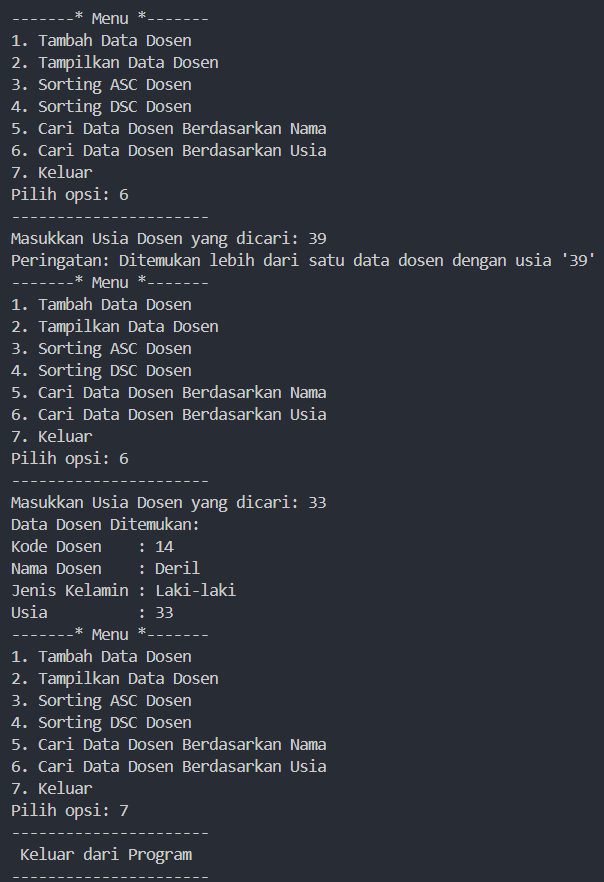 -------* Menu *-------
1. Tambah Data Dosen
2. Tampilkan Data Dosen
3. Sorting ASC Dosen
4. Sorting DSC Dosen
5. Cari Data Dosen Berdasarkan Nama
6. Cari Data Dosen Berdasarkan Usia
7. Keluar
Pilih opsi: 6
----------------------
Masukkan Usia Dosen yang dicari: 39
Peringatan: Ditemukan lebih dari satu data dosen dengan usia '39'
-------* Menu *-------
1. Tambah Data Dosen
2. Tampilkan Data Dosen
3. Sorting ASC Dosen
4. Sorting DSC Dosen
5. Cari Data Dosen Berdasarkan Nama
6. Cari Data Dosen Berdasarkan Usia
7. Keluar
Pilih opsi: 6
----------------------
Masukkan Usia Dosen yang dicari: 33
Data Dosen Ditemukan:
Kode Dosen    : 14
Nama Dosen    : Deril
Jenis Kelamin : Laki-laki
Usia          : 33
-------* Menu *-------
1. Tambah Data Dosen
2. Tampilkan Data Dosen
3. Sorting ASC Dosen
4. Sorting DSC Dosen
5. Cari Data Dosen Berdasarkan Nama
6. Cari Data Dosen Berdasarkan Usia
7. Keluar
Pilih opsi: 7
----------------------
 Keluar dari Program
----------------------